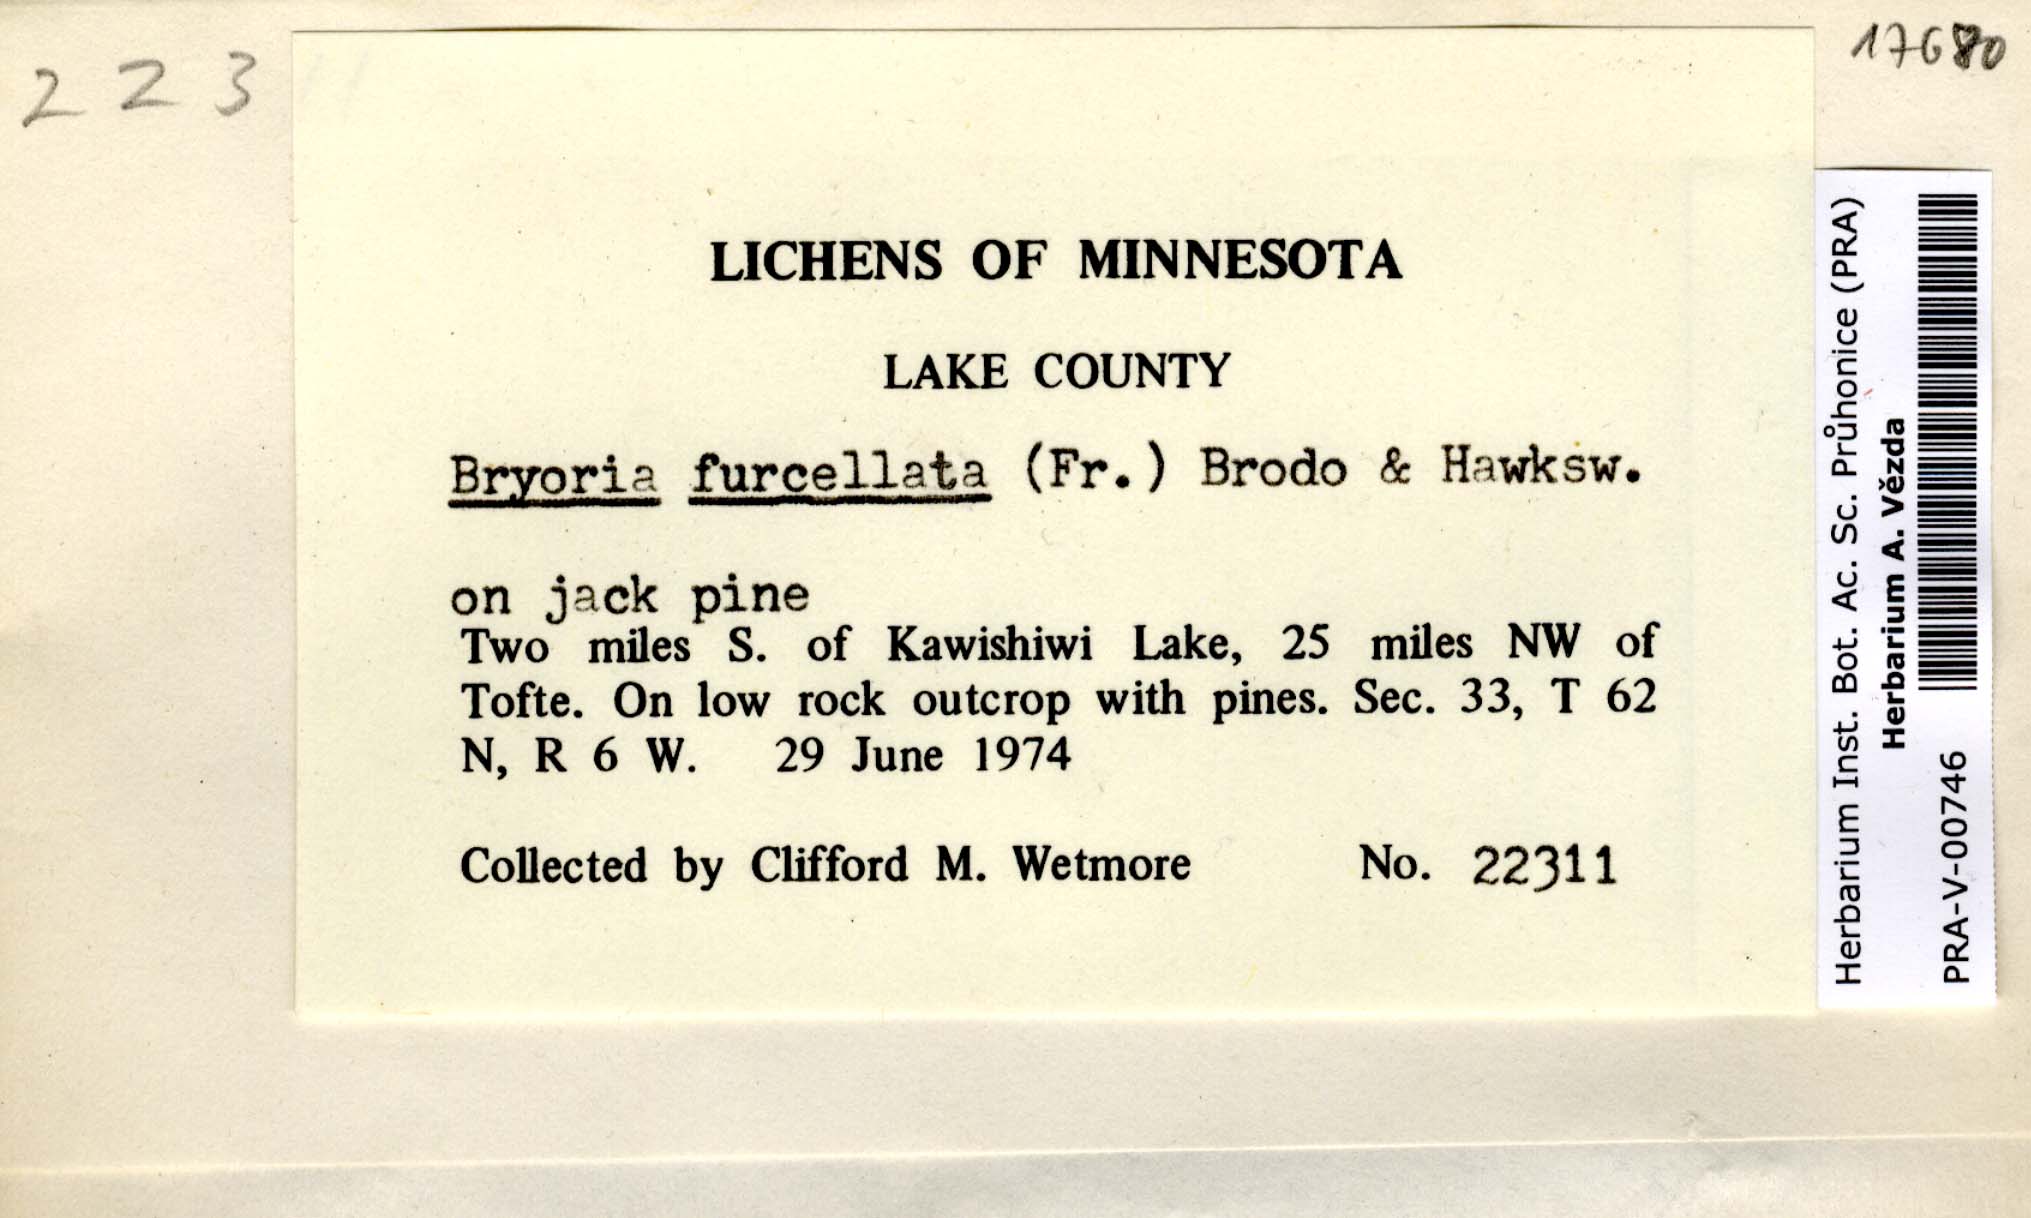 223
LICHENS OF MINNESOTA
LAKE COUNTY
Bryoria furcellata (Fr.) Brodo & Hawksw.
on jack pine
Two miles S. of Kawishiwi Lake, 25 miles NW of
Tofte. On low rock outcrop with pines. Sec. 33, T 62
N, R 6 W. 29 June 1974
Collected by Clifford M. Wetmore No. 22311
Herbarium Inst. Bot. Ac. Sc. Průhonice (PRA)
Herbarium A. Vězda
PRA-V-00746